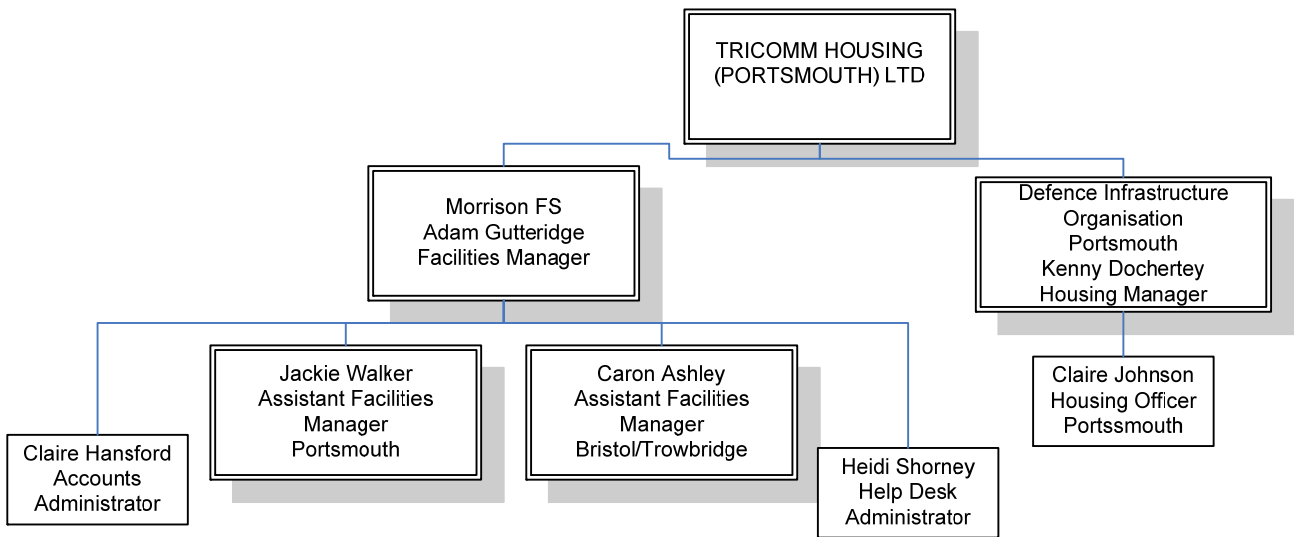 TRICOMM HOUSING
(PORTSMOUTH) LTD
Morrison FS
Adam Gutteridge
Facilities Manager
Defence Infrastructure
Organisation
Portsmouth
Kenny Dochertey
Housing Manager
Claire Hansford
Accounts
Administrator
Jackie Walker
Assistant Facilities
Manager
Portsmouth
Caron Ashley
Assistant Facilities
Manager
Bristol/Trowbridge
Heidi Shorney
Help Desk
Administrator
Claire Johnson
Housing Officer
Portssmouth